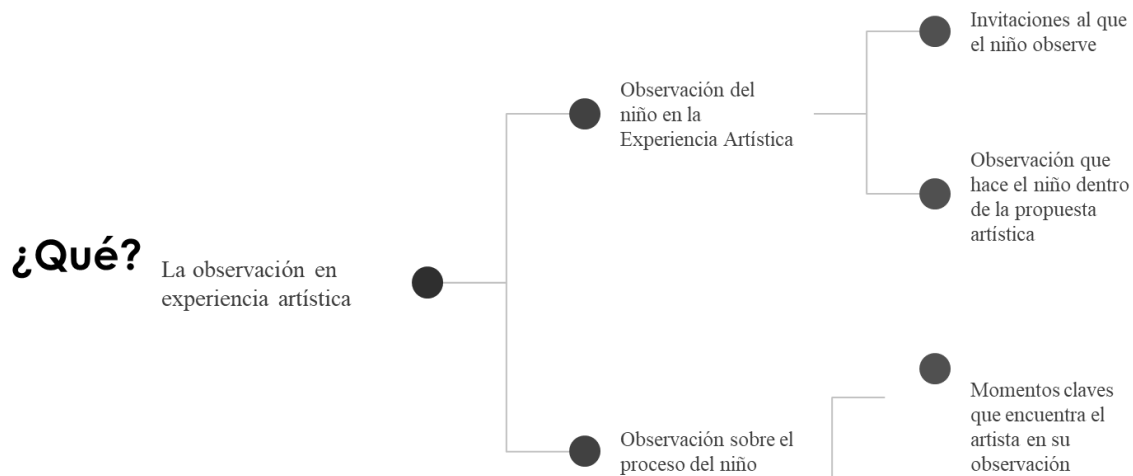 ¿Qué?
La observación en
experiencia artística
Observación del
niño en la
Experiencia Artística
Invitaciones al que
el niño observe
Observación que
hace el niño dentro
de la propuesta
artística
Observación sobre el
proceso del niño
Momentos claves
que encuentra el
artista en su
observación